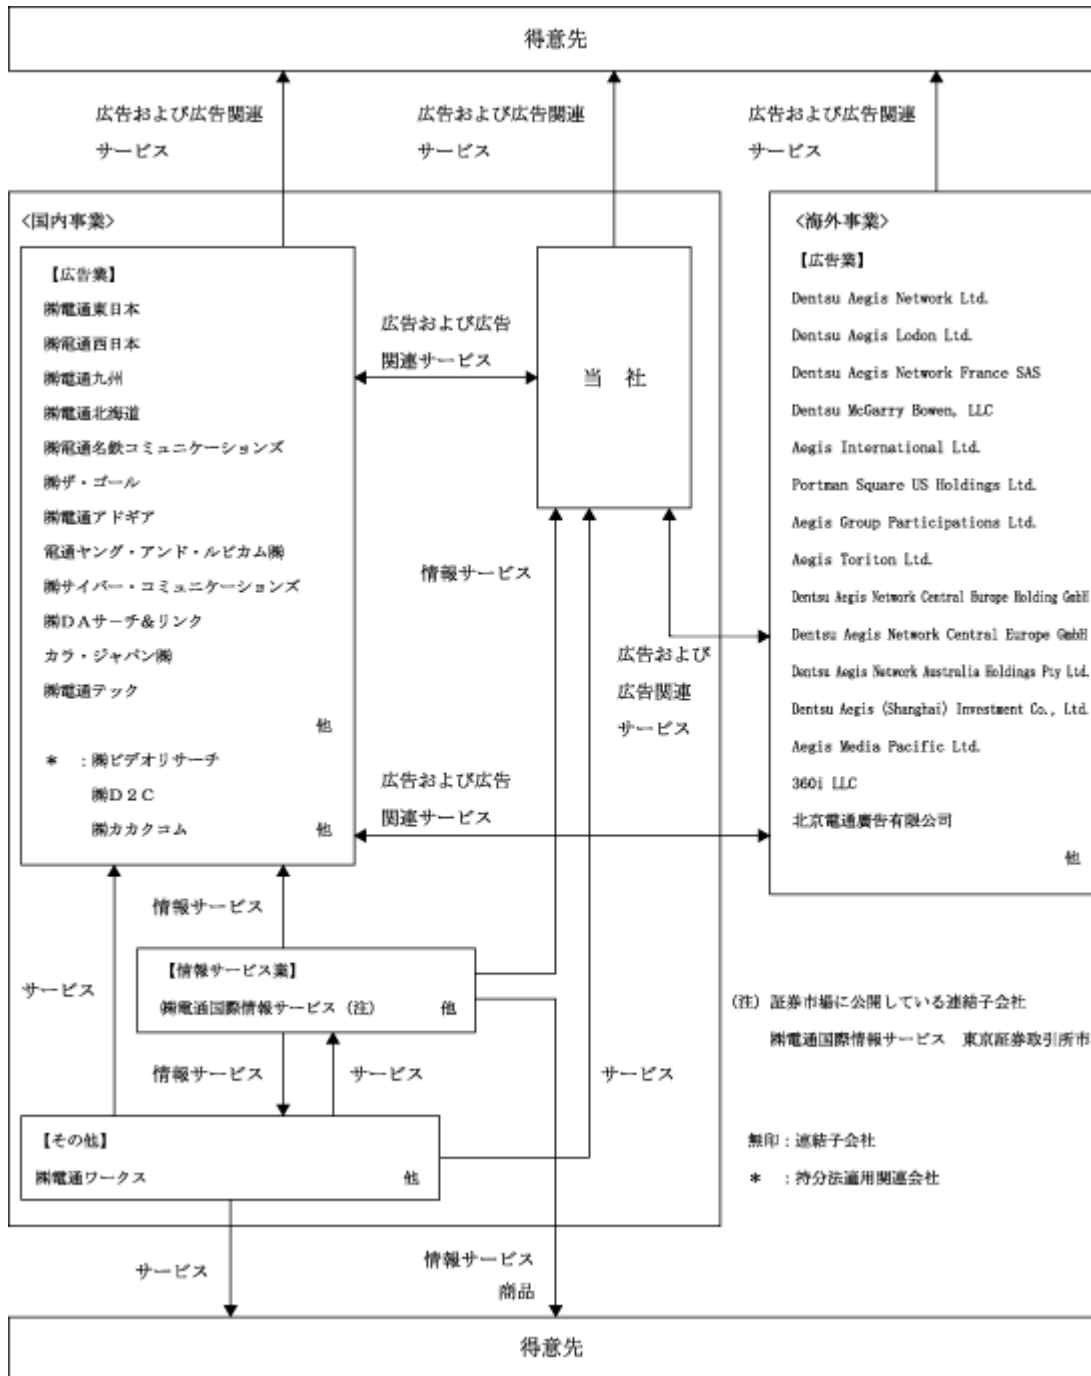 得意先
広告および広告関連
サービス
広告および広告関連
サービス
広告および広告関連
サービス
<国内事業>
【広告業】
㈱電通東日本
㈱電通西日本
㈱電通九州
㈱電通北海道
㈱電通名鉄コミュニケーションズ
㈱ザ・ゴール
㈱電通アドギア
電通ヤング・アンド・ルビカム㈱
㈱サイバー・コミュニケーションズ
㈱DAサーチ&リンク
カラ・ジャパン㈱
㈱電通テック
他
* :㈱ビデオリサーチ
㈱D2C
㈱カカクコム 他
広告および広告
関連サービス
当 社
<海外事業>
【広告業】
Dentsu Aegis Network Ltd.
Dentsu Aegis Lodon Ltd.
Dentsu Aegis Network France SAS
Dentsu McGarry Bowen, LLC
Aegis International Ltd.
Portman Square US Holdings Ltd.
Aegis Group Participations Ltd.
Aegis Toriton Ltd.
Dentsu Aegis Network Central Europe Holding GmbH
Dentsu Aegis Network Central Europe GmbH
Dentsu Aegis Network Australia Holdings Pty Ltd.
Dentsu Aegis (Shanghai) Investment Co., Ltd.
Aegis Media Pacific Ltd.
360i LLC
北京電通廣告有限公司
他
情報サービス
広告および
広告関連
サービス
広告および広告
関連サービス
情報サービス
サービス
【情報サービス業】
㈱電通国際情報サービス(注) 他
情報サービス
サービス
サービス
【その他】
㈱電通ワークス 他
(注) 証券市場に公開している連結子会社
㈱電通国際情報サービス 東京証券取引所市
無印:連結子会社
* :持分法適用関連会社
サービス
情報サービス
商品
得意先